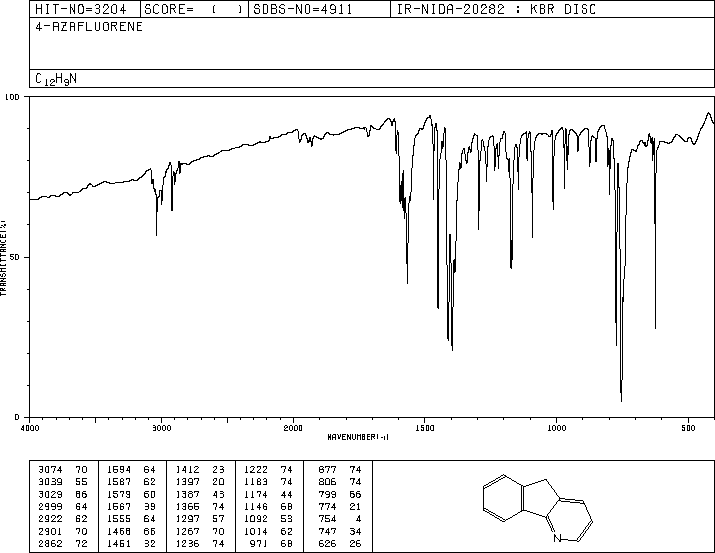 HIT-NO=3204 SCORE= ( ) SDBS-NO=4911 IR-NIDA-20282 : KBR DISC
4-AZAFLUORENE
C12H9N
100
50
0
TRANSMITTANCE(%)
4000 3000 2000 1500 1000 500
WAVENUMBER(-1)
3074 70 1594 64 1412 23 1222 74 877 74
3039 55 1587 62 1397 20 1183 74 806 74
3029 66 1579 60 1387 43 1174 44 799 66
2999 64 1567 39 1365 74 1146 68 774 21
2922 62 1555 64 1297 57 1092 53 754 4
2901 70 1468 66 1267 70 1014 62 747 34
2862 72 1451 32 1236 74 971 68 626 26
N